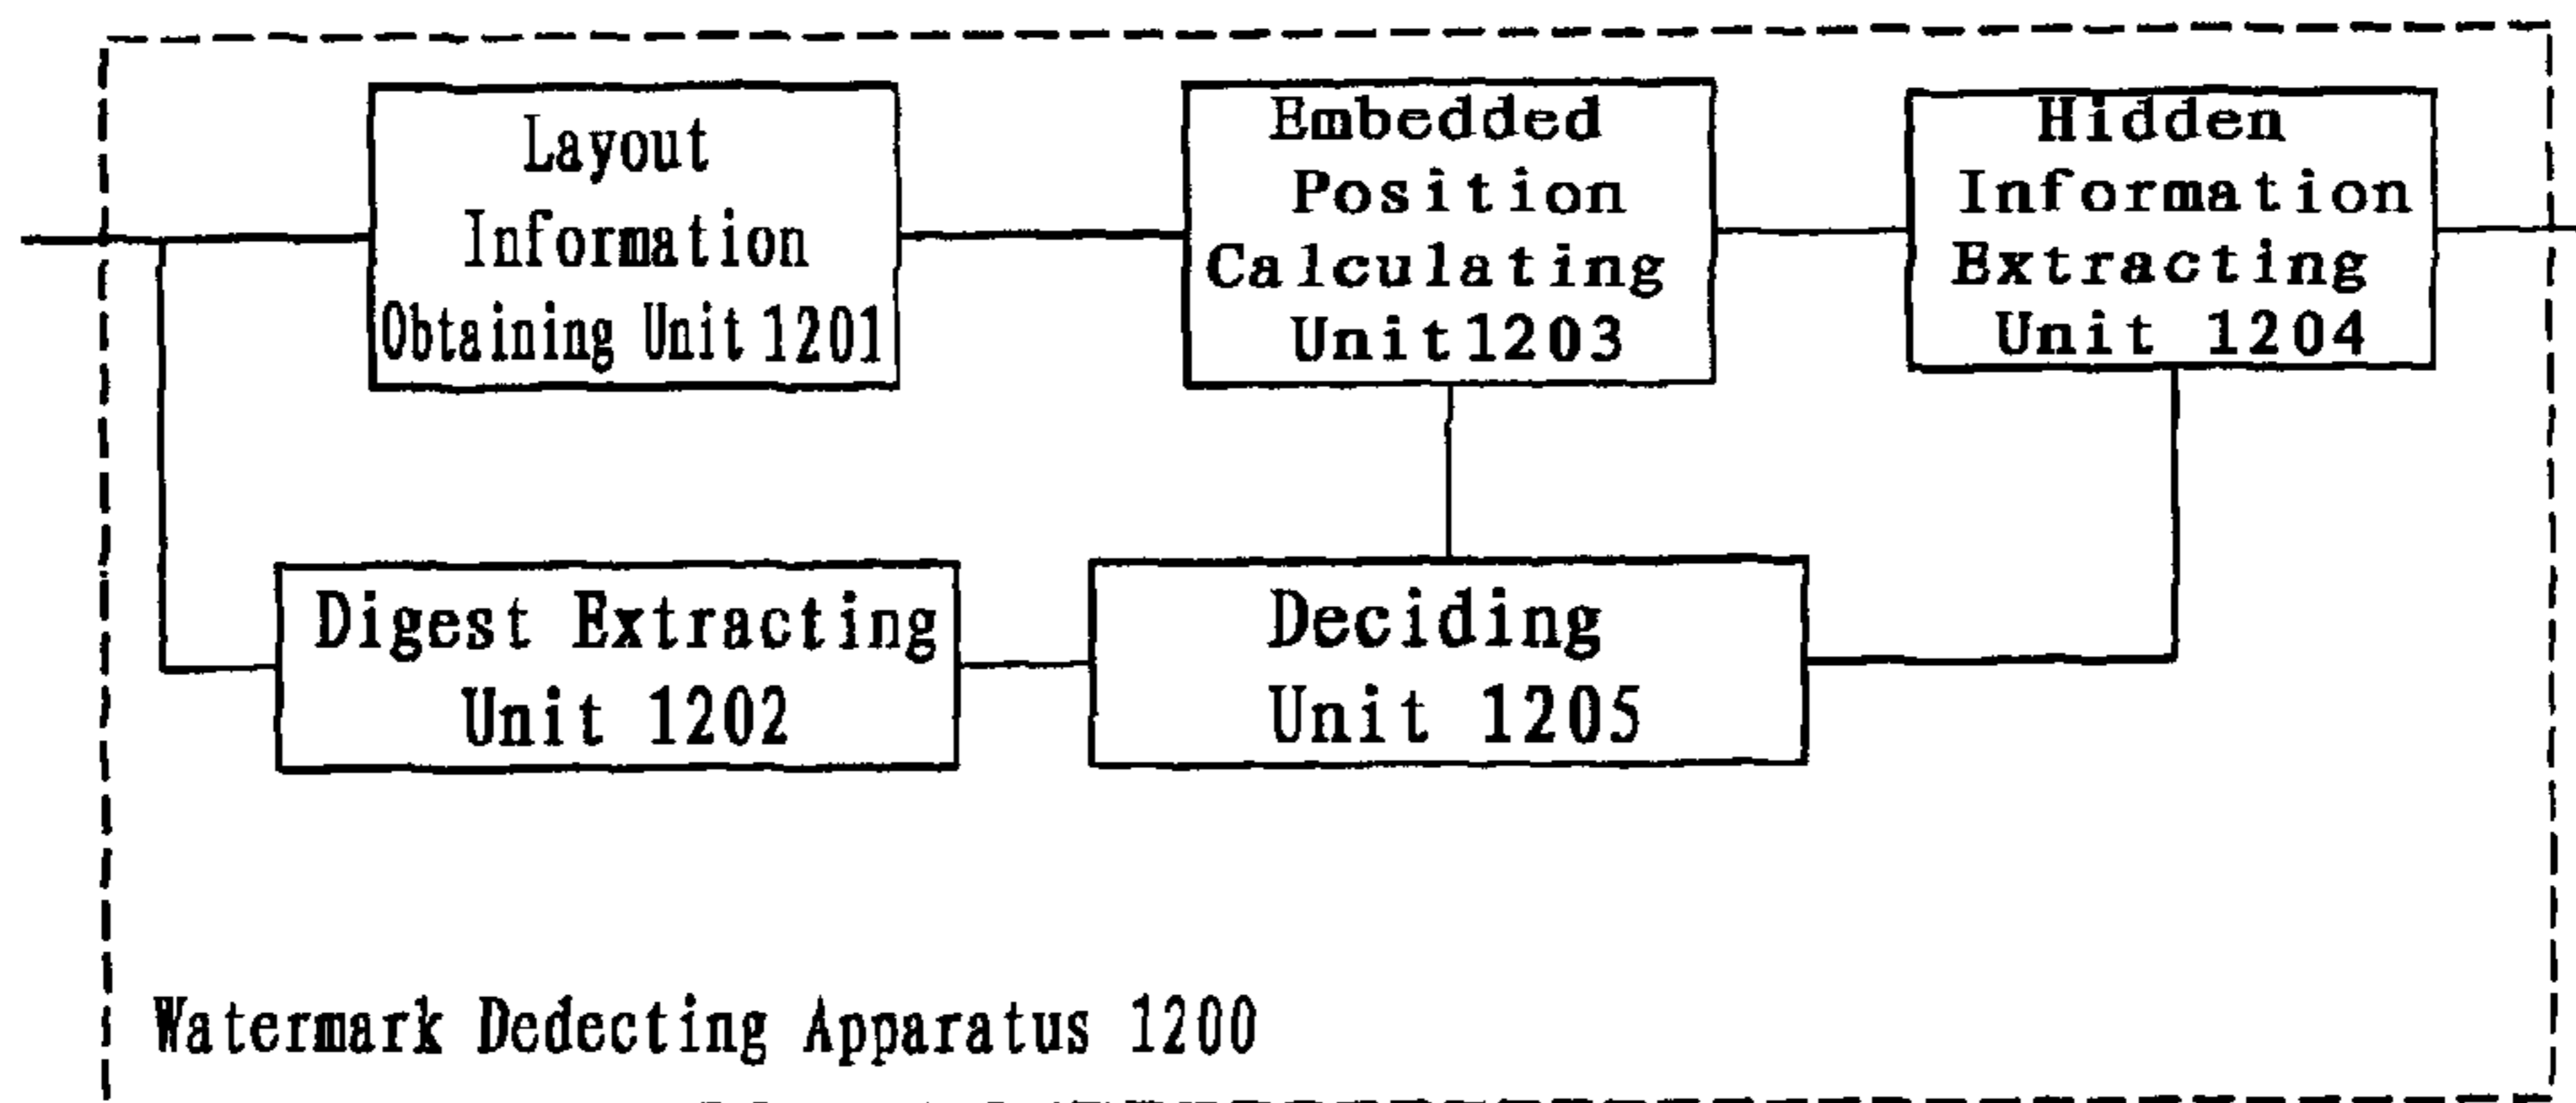 Layout
Information
Obtaining Unit 1201
Embedded
Position
Calculating
Unit1203
Hidden
Information
Extracting
Unit 1204
Digest Extracting
Unit 1202
Deciding
Unit 1205
Watermark Dedecting Apparatus 1200